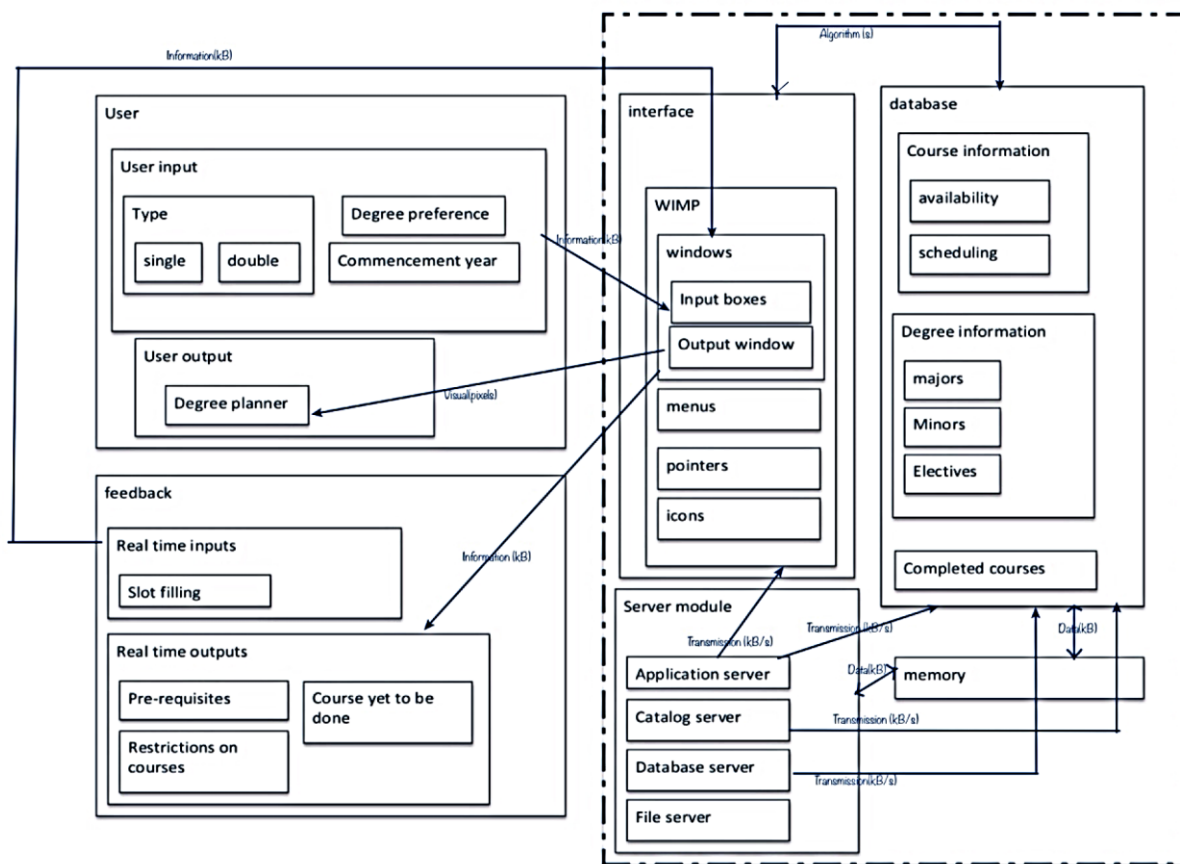 Algorithm (s)
Information(kB)
User
User input
Type
single
double
Degree preference
Commencement year
Information(kB)
User output
Degree planner
Visual(pixels)
feedback
Real time inputs
Slot filling
Information (kB)
Real time outputs
Pre-requisites
Restrictions on
courses
Course yet to be
done
interface
WIMP
windows
Input boxes
Output window
menus
pointers
icons
database
Course information
availability
scheduling
Degree information
majors
Minors
Electives
Completed courses
Server module
Transmission (kB/s)
Transmission (kB/s)
Data(kB)
Application server
Data(kB)
memory
Catalog server
Transmission (kB/s)
Database server
Transmission(kB/s)
File server